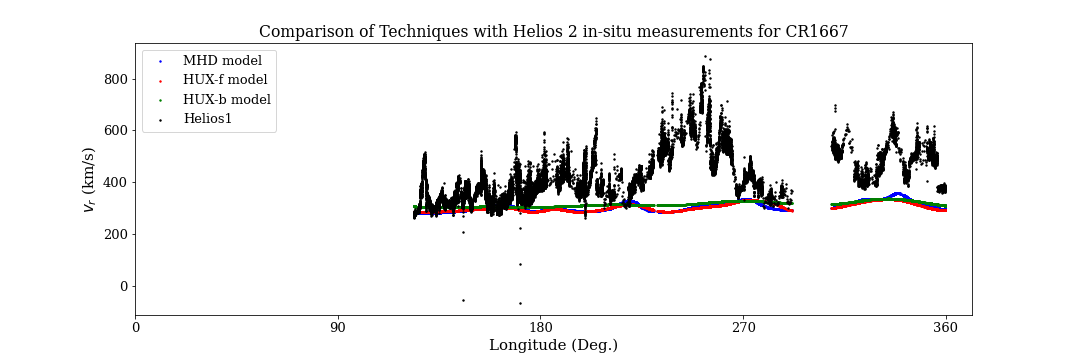 Comparison of Techniques with Helios 2 in-situ measurements for CR1667
MHD model
HUX-f model
HUX-b model
Helios1
800
600
400
200
0
v_r (km/s)
0 90 180 270 360
Longitude (Deg.)